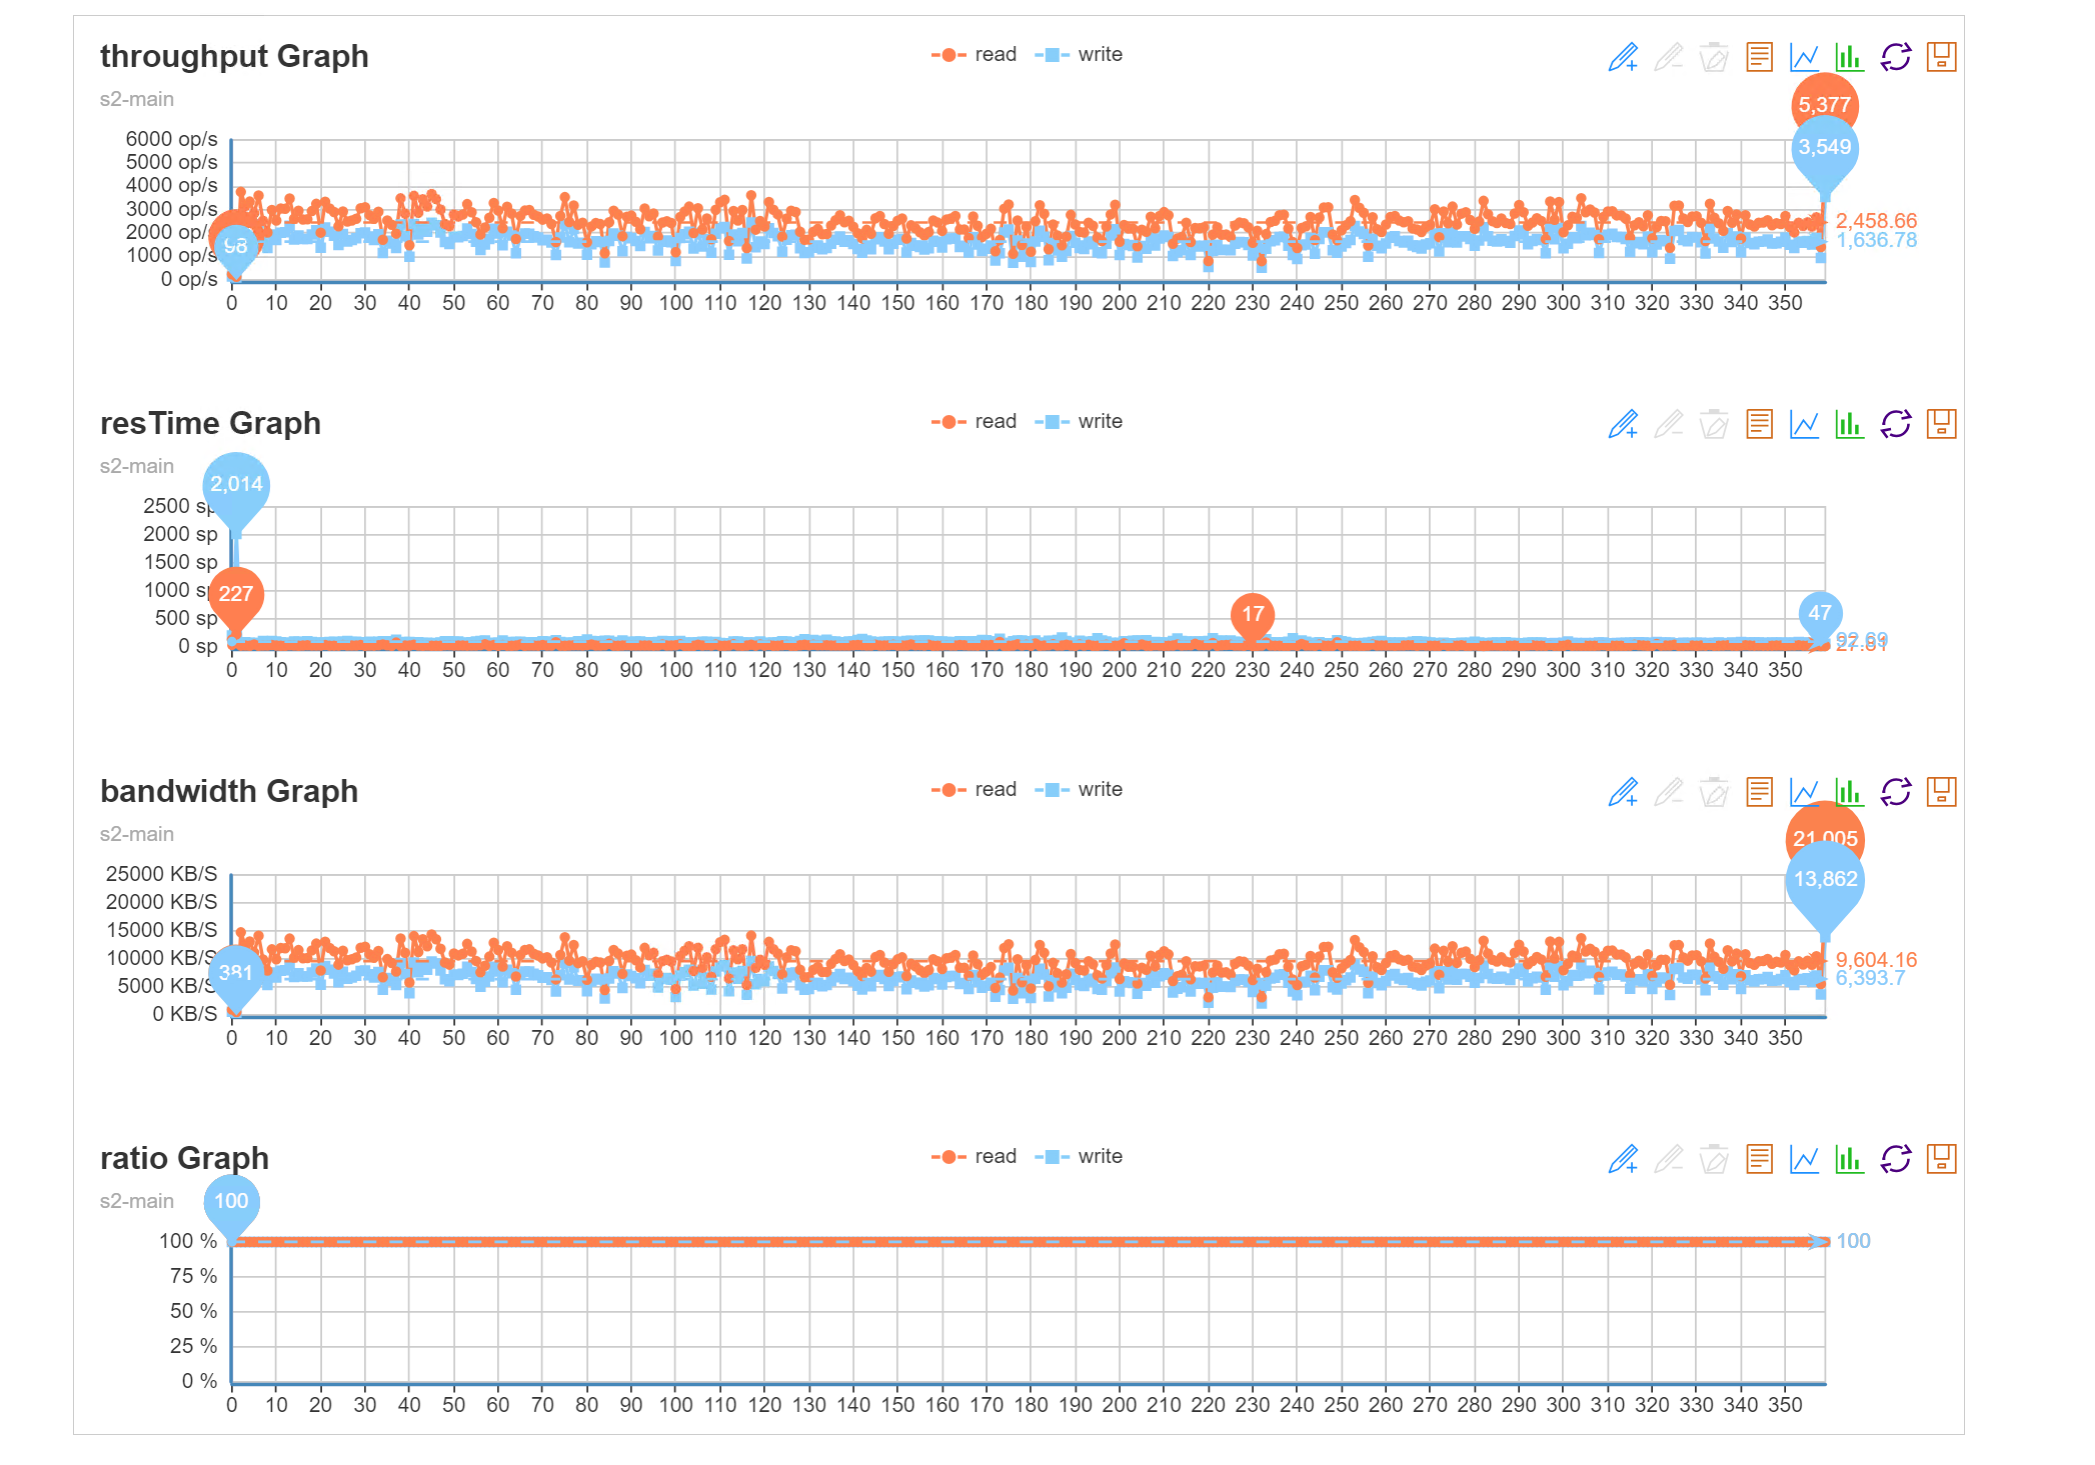 throughput Graph
read write
s2-main
5,377
3,549
6000 op/s
5000 op/s
4000 op/s
3000 op/s
2000 op/s
1000 op/s
0 op/s
98
2,458.66
1,636.78
0 10 20 30 40 50 60 70 80 90 100 110 120 130 140 150 160 170 180 190 200 210 220 230 240 250 260 270 280 290 300 310 320 330 340 350
resTime Graph
read write
s2-main
2,014
2500 sp
2000 sp
1500 sp
1000 sp
500 sp
0 sp
227
17
47
0 10 20 30 40 50 60 70 80 90 100 110 120 130 140 150 160 170 180 190 200 210 220 230 240 250 260 270 280 290 300 310 320 330 340 350
bandwidth Graph
read write
s2-main
21,005
13,862
25000 KB/S
20000 KB/S
15000 KB/S
10000 KB/S
5000 KB/S
0 KB/S
381
9,604.16
6,393.7
0 10 20 30 40 50 60 70 80 90 100 110 120 130 140 150 160 170 180 190 200 210 220 230 240 250 260 270 280 290 300 310 320 330 340 350
ratio Graph
read write
s2-main
100
100 %
75 %
50 %
25 %
0 %
100
0 10 20 30 40 50 60 70 80 90 100 110 120 130 140 150 160 170 180 190 200 210 220 230 240 250 260 270 280 290 300 310 320 330 340 350